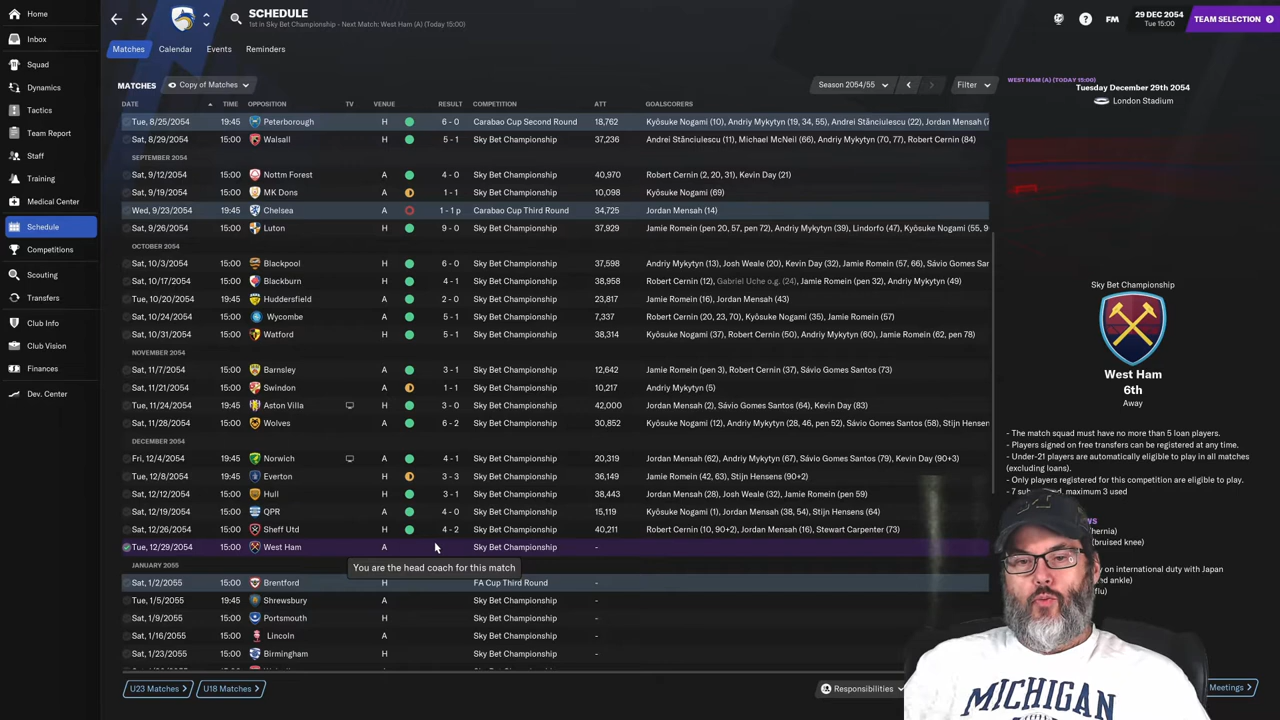 Home
SCHEDULE
1st in Sky Bet Championship - Next Match: West Ham (A) (Today 15:00)
FM
29 DEC 2054
Tue 15:00
TEAM SELECTION
Inbox
Squad
Dynamics
Tactics
Team Report
Staff
Training
Medical Center
Schedule
Competitions
Scouting
Transfers
Club Info
Club Vision
Finances
Dev. Center
Matches Calendar Events Reminders
MATCHES Copy of Matches Season 2054/55 Filter
DATE TIME OPPOSITION TV VENUE RESULT COMPETITION ATT GOALSCORERS
Tue, 8/25/2054 19:45 Peterborough H 6 - 0 Carabao Cup Second Round 18,762 Kyōsuke Nogami (10), Andriy Mykytyn (19, 34, 55), Andrei Stănciulescu (22), Jordan Mensah (7
Sat, 8/29/2054 15:00 Walsall H 5 - 1 Sky Bet Championship 37,236 Andrei Stănciulescu (11), Michael McNeil (66), Andriy Mykytyn (70, 77), Robert Cernin (84)
SEPTEMBER 2054
Sat, 9/12/2054 15:00 Nottm Forest A 4 - 0 Sky Bet Championship 40,970 Robert Cernin (2, 20, 31), Kevin Day (21)
Sat, 9/19/2054 15:00 MK Dons A 1 - 1 Sky Bet Championship 10,098 Kyōsuke Nogami (69)
Wed, 9/23/2054 19:45 Chelsea A 1 - 1 p Carabao Cup Third Round 34,725 Jordan Mensah (14)
Sat, 9/26/2054 15:00 Luton H 9 - 0 Sky Bet Championship 37,929 Jamie Romein (pen 20, 57, pen 72), Andriy Mykytyn (39), Lindorfo (47), Kyōsuke Nogami (55, 9
OCTOBER 2054
Sat, 10/3/2054 15:00 Blackpool H 6 - 0 Sky Bet Championship 37,598 Andriy Mykytyn (13), Josh Weale (20), Kevin Day (32), Jamie Romein (57, 66), Sávio Gomes San
Sat, 10/17/2054 15:00 Blackburn H 4 - 1 Sky Bet Championship 38,958 Robert Cernin (12), Gabriel Uche o.g. (24), Jamie Romein (pen 32), Andriy Mykytyn (49)
Tue, 10/20/2054 19:45 Huddersfield A 2 - 0 Sky Bet Championship 23,817 Jamie Romein (16), Jordan Mensah (43)
Sat, 10/24/2054 15:00 Wycombe A 5 - 1 Sky Bet Championship 7,337 Robert Cernin (20, 23, 70), Kyōsuke Nogami (35), Jamie Romein (57)
Sat, 10/31/2054 15:00 Watford H 5 - 1 Sky Bet Championship 38,314 Kyōsuke Nogami (37), Robert Cernin (50), Andriy Mykytyn (60), Jamie Romein (62, pen 78)
NOVEMBER 2054
Sat, 11/7/2054 15:00 Barnsley A 3 - 1 Sky Bet Championship 12,642 Jamie Romein (pen 3), Robert Cernin (57), Sávio Gomes Santos (73)
Sat, 11/21/2054 15:00 Swindon A 1 - 1 Sky Bet Championship 10,217 Andriy Mykytyn (5)
Tue, 11/24/2054 19:45 Aston Villa H 3 - 0 Sky Bet Championship 42,000 Jordan Mensah (2), Sávio Gomes Santos (64), Kevin Day (83)
Sat, 11/28/2054 15:00 Wolves A 6 - 2 Sky Bet Championship 30,852 Kyōsuke Nogami (12), Andriy Mykytyn (28, 46, pen 52), Sávio Gomes Santos (58), Stijn Hensens
DECEMBER 2054
Fri, 12/4/2054 19:45 Norwich A 4 - 1 Sky Bet Championship 20,319 Jordan Mensah (62), Andriy Mykytyn (67), Sávio Gomes Santos (79), Kevin Day (90+3)
Tue, 12/8/2054 19:45 Everton H 3 - 3 Sky Bet Championship 36,149 Jamie Romein (42, 63), Stijn Hensens (90+2)
Sat, 12/12/2054 15:00 Hull H 3 - 1 Sky Bet Championship 38,443 Jordan Mensah (28), Josh Weale (32), Jamie Romein (pen 59)
Sat, 12/19/2054 15:00 QPR A 4 - 0 Sky Bet Championship 15,119 Kyōsuke Nogami (1), Jordan Mensah (38, 54), Stijn Hensens (64)
Sat, 12/26/2054 15:00 Sheff Utd H 4 - 2 Sky Bet Championship 40,211 Robert Cernin (10, 90+2), Jordan Mensah (16), Stewart Carpenter (73)
Tue, 12/29/2054 15:00 West Ham A Sky Bet Championship -
You are the head coach for this match
JANUARY 2055
Sat, 1/2/2055 15:00 Brentford H FA Cup Third Round -
Tue, 1/5/2055 19:45 Shrewsbury A Sky Bet Championship -
Sat, 1/9/2055 15:00 Portsmouth H Sky Bet Championship -
Sat, 1/16/2055 15:00 Lincoln A Sky Bet Championship -
Sat, 1/23/2055 15:00 Birmingham H Sky Bet Championship -
U23 Matches U18 Matches Responsibilities Meetings
WEST HAM (A) (TODAY 15:00)
Tuesday December 29th 2054
London Stadium
Sky Bet Championship
West Ham
6th
Away
- The match squad must have no more than 5 loan players.
- Players signed on free transfers can be registered at any time.
- Under-21 players are automatically eligible to play in all matches
(excluding loans).
- Only players registered for this competition are eligible to play.
- 7 maximum 3 used
hernia)
(bruised knee)
on international duty with Japan
ankle)
flu)
MICHIGAN